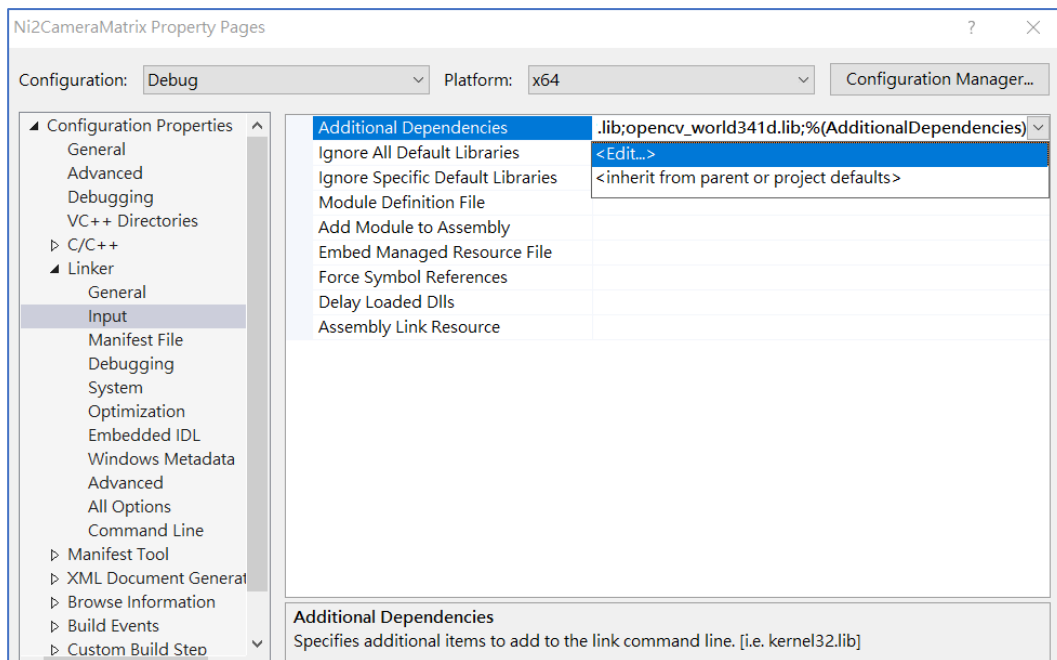 Ni2CameraMatrix Property Pages
Configuration: Debug Platform: x64 Configuration Manager...
Configuration Properties
General
Advanced
Debugging
VC++ Directories
C/C++
Linker
General
Input
Manifest File
Debugging
System
Optimization
Embedded IDL
Windows Metadata
Advanced
All Options
Command Line
Manifest Tool
XML Document Generat
Browse Information
Build Events
Custom Build Step
Additional Dependencies .lib;opencv_world341d.lib;%(AdditionalDependencies)
Ignore All Default Libraries <Edit...>
Ignore Specific Default Libraries <inherit from parent or project defaults>
Module Definition File
Add Module to Assembly
Embed Managed Resource File
Force Symbol References
Delay Loaded Dlls
Assembly Link Resource
Additional Dependencies
Specifies additional items to add to the link command line. [i.e. kernel32.lib]